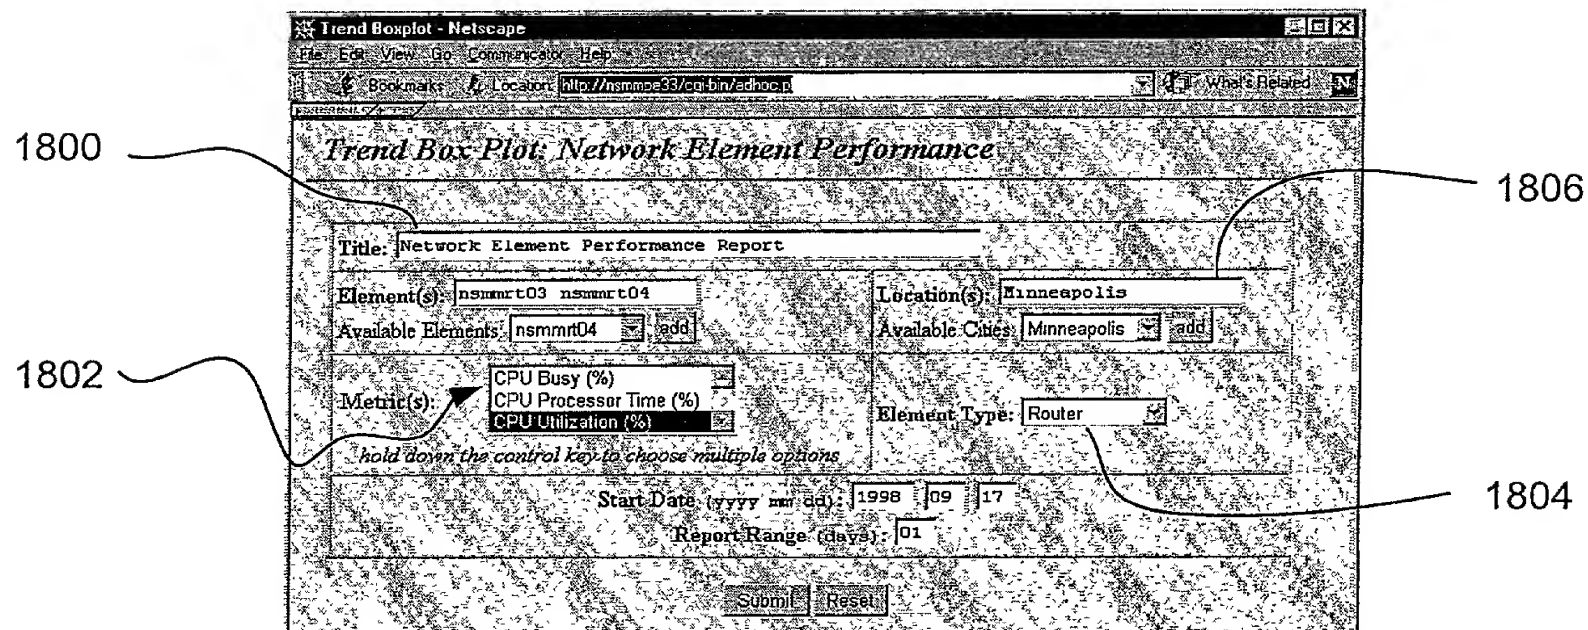 Trend Boxplot - Netscape
File Edit View Go Communicator Help
Bookmarks Location: http://nsmmpe33/cgi-bin/adhoc.p What's Related N
Trend Box Plot: Network Element Performance
1800
1806
Title: Network Element Performance Report
Element(s): nsmmrt03 nsmmrt04 Location(s): Minneapolis
Available Elements: nsmmrt04 add Available Cities: Minneapolis add
1802
Metric(s): CPU Busy (%)
CPU Processor Time (%)
CPU Utilization (%)
Element Type: Router
hold down the control key to choose multiple options
1804
Start Date (yyyy mm dd): 1998 09 17
Report Range (days): 01
Submit Reset